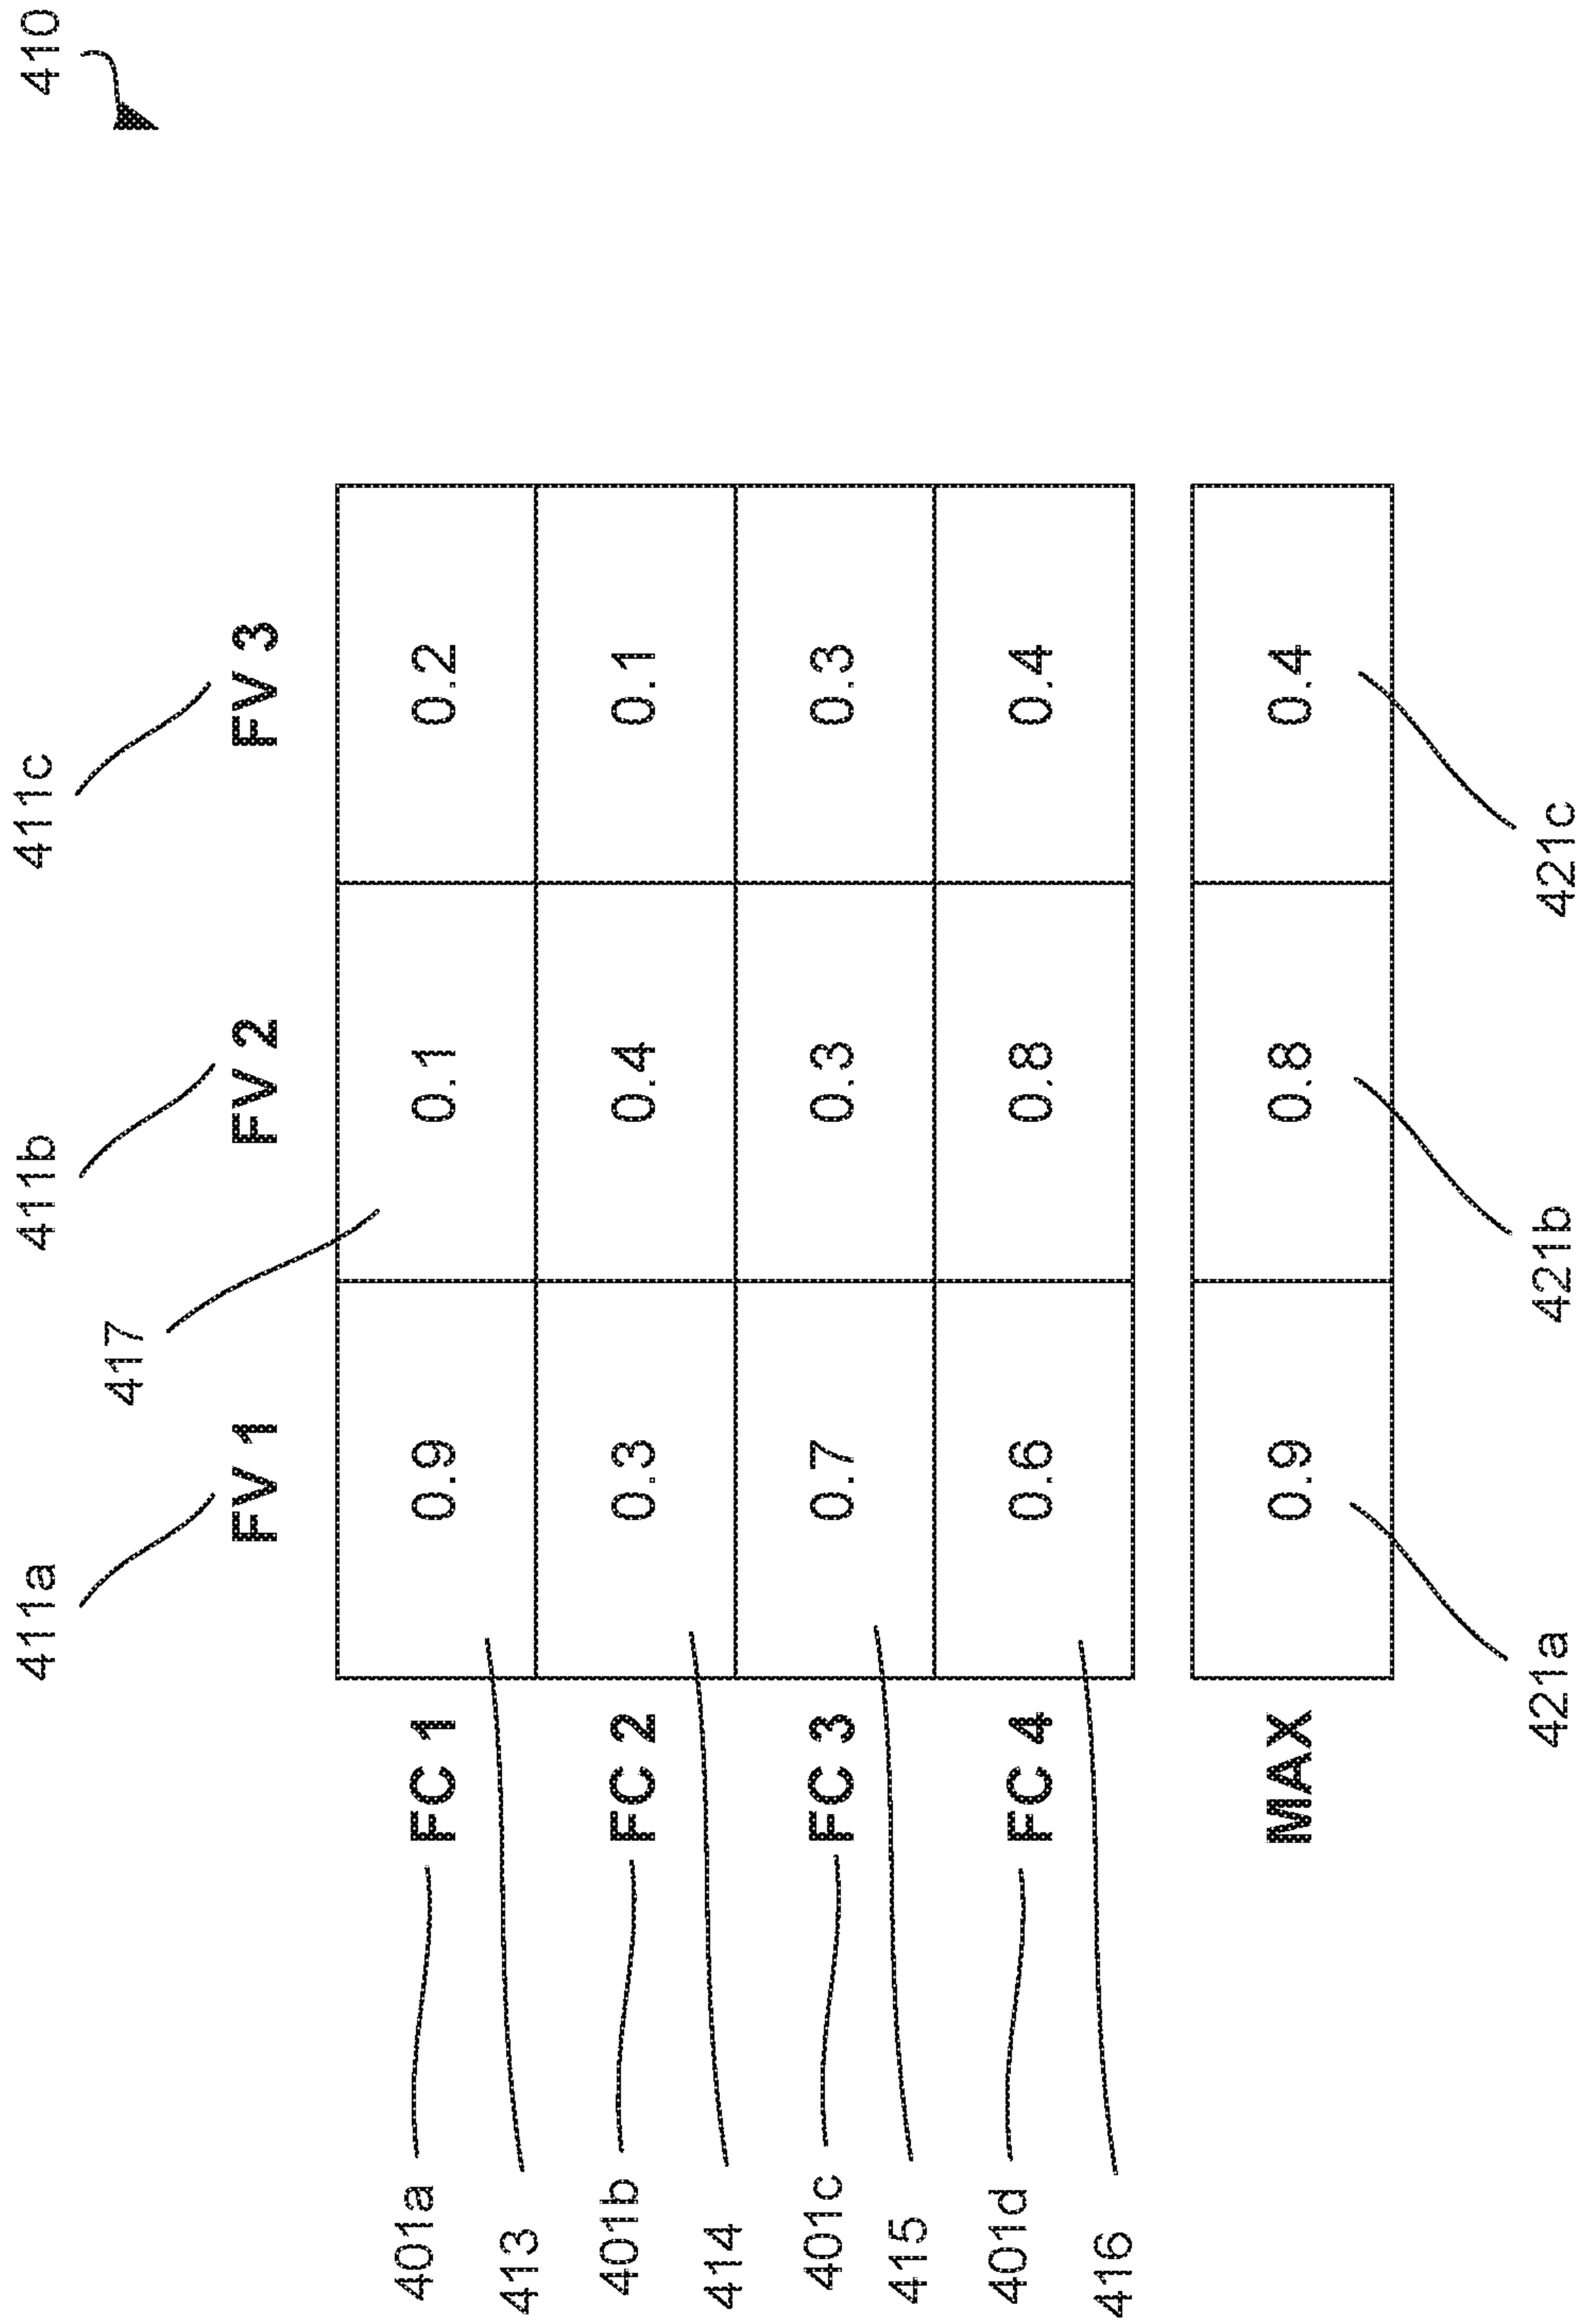 410
411a 411b 411c
417
FV 1 FV 2 FV 3
401a FC 1 0.9 0.1 0.2
413
401b FC 2 0.3 0.4 0.1
414
401c FC 3 0.7 0.3 0.3
415
401d FC 4 0.6 0.8 0.4
416
MAX 0.9 0.8 0.4
421a 421b 421c